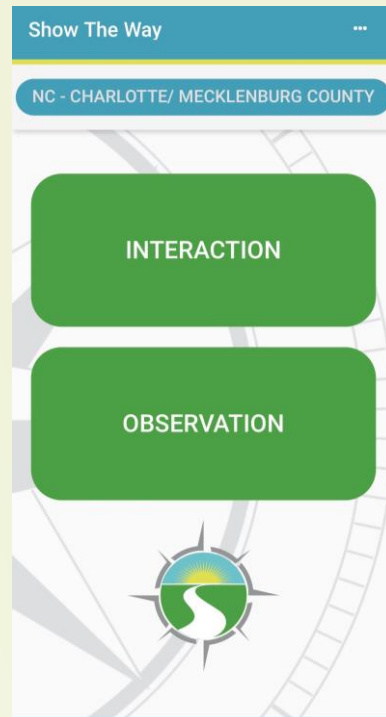 Show The Way
NC - CHARLOTTE/ MECKLENBURG COUNTY
INTERACTION
OBSERVATION